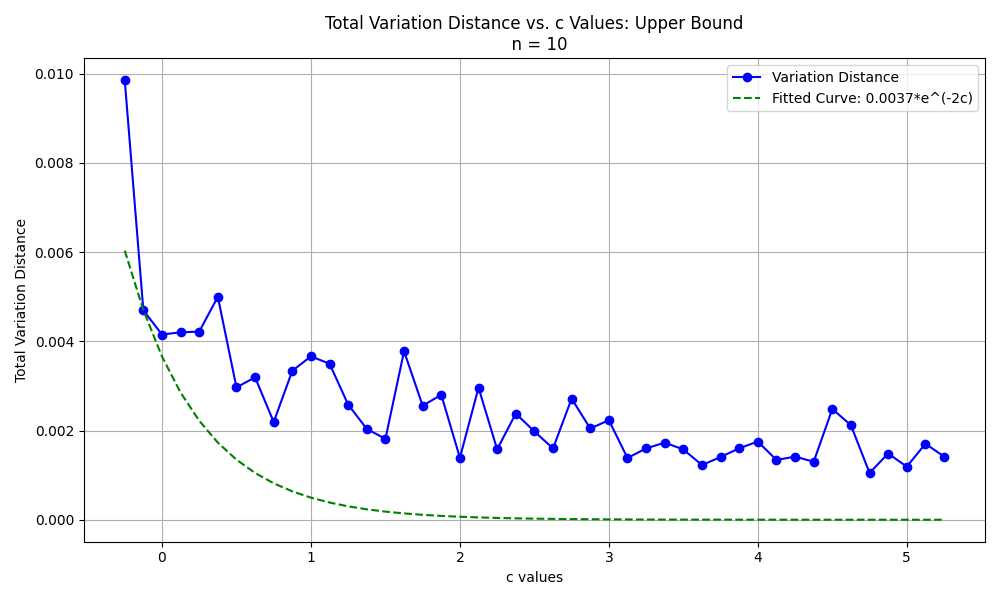 Total Variation Distance vs. c Values: Upper Bound
n = 10
Variation Distance
Fitted Curve: 0.0037*e^(-2c)
Total Variation Distance
0.010
0.008
0.006
0.004
0.002
0.000
0 1 2 3 4 5
c values